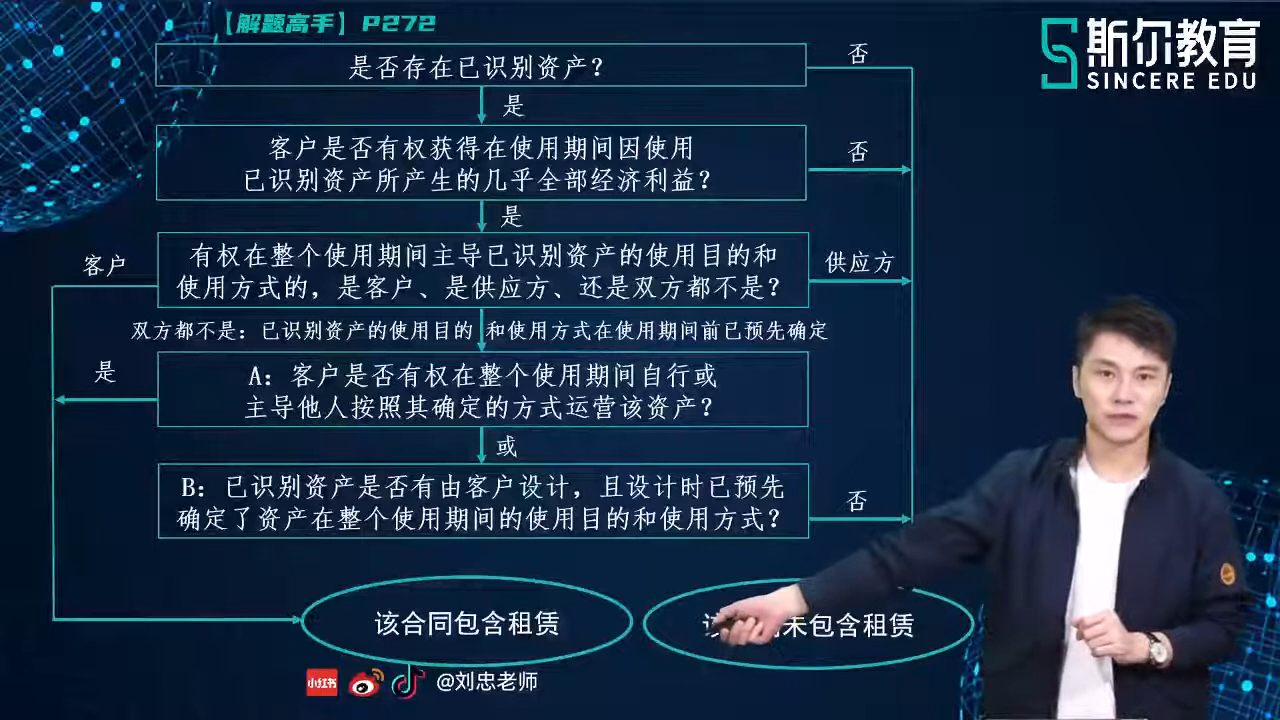 【解题高手】P272
斯尔教育
SINCERE EDU
是否存在已识别资产？
否
是
客户是否有权获得在使用期间因使用
已识别资产所产生的几乎全部经济利益？
否
是
客户
有权在整个使用期间主导已识别资产的使用目的和
使用方式的，是客户、是供应方、还是双方都不是？
供应方
双方都不是：已识别资产的使用目的 和使用方式在使用期间前已预先确定
是
A：客户是否有权在整个使用期间自行或
主导他人按照其确定的方式运营该资产？
或
B：已识别资产是否有由客户设计，且设计时已预先
确定了资产在整个使用期间的使用目的和使用方式？
否
该合同包含租赁
未包含租赁
小红书
@刘忠老师